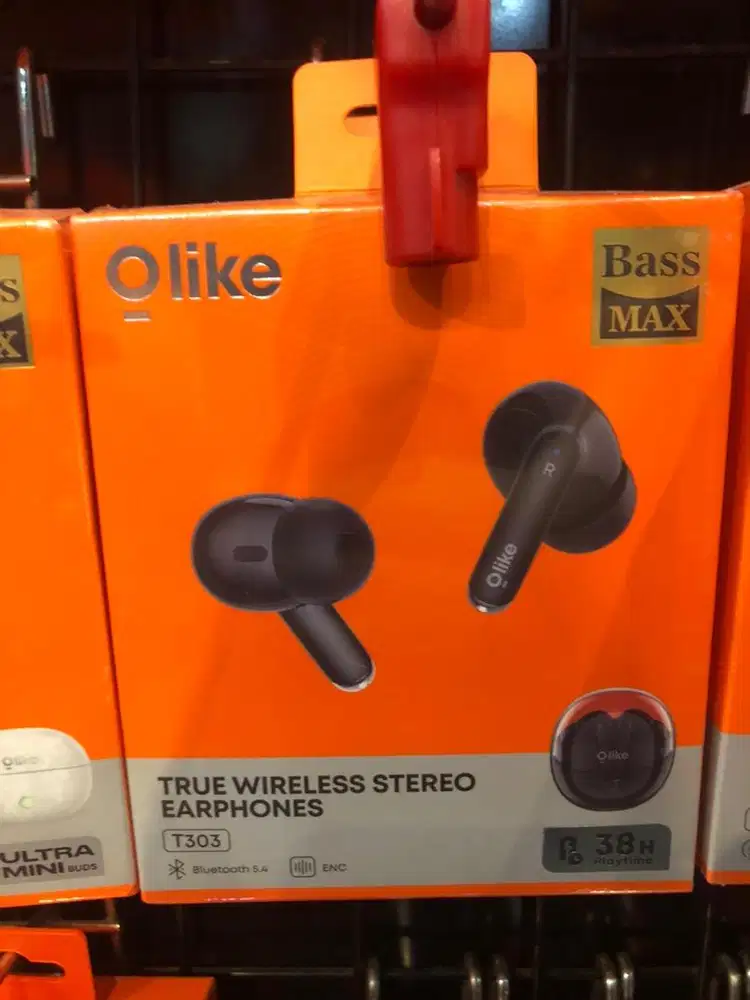 Olike
Bass
MAX
S
X
R
Olike
Olike
Olike
TRUE WIRELESS STEREO
EARPHONES
T303
Bluetooth 5.4
ENC
38H
Playtime
ULTRA
MINI BUDS